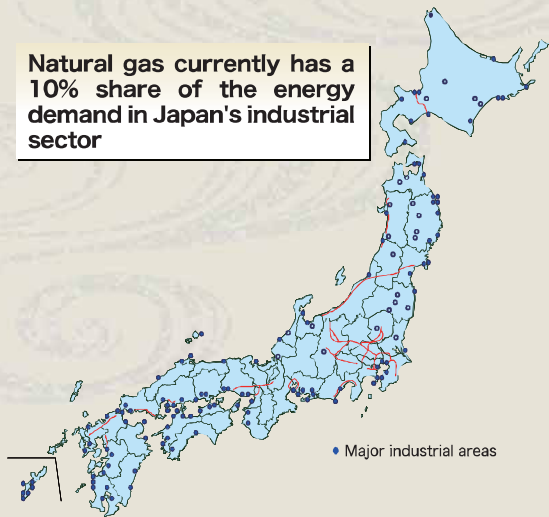 Natural gas currently has a
10% share of the energy
demand in Japan's industrial
sector
Major industrial areas